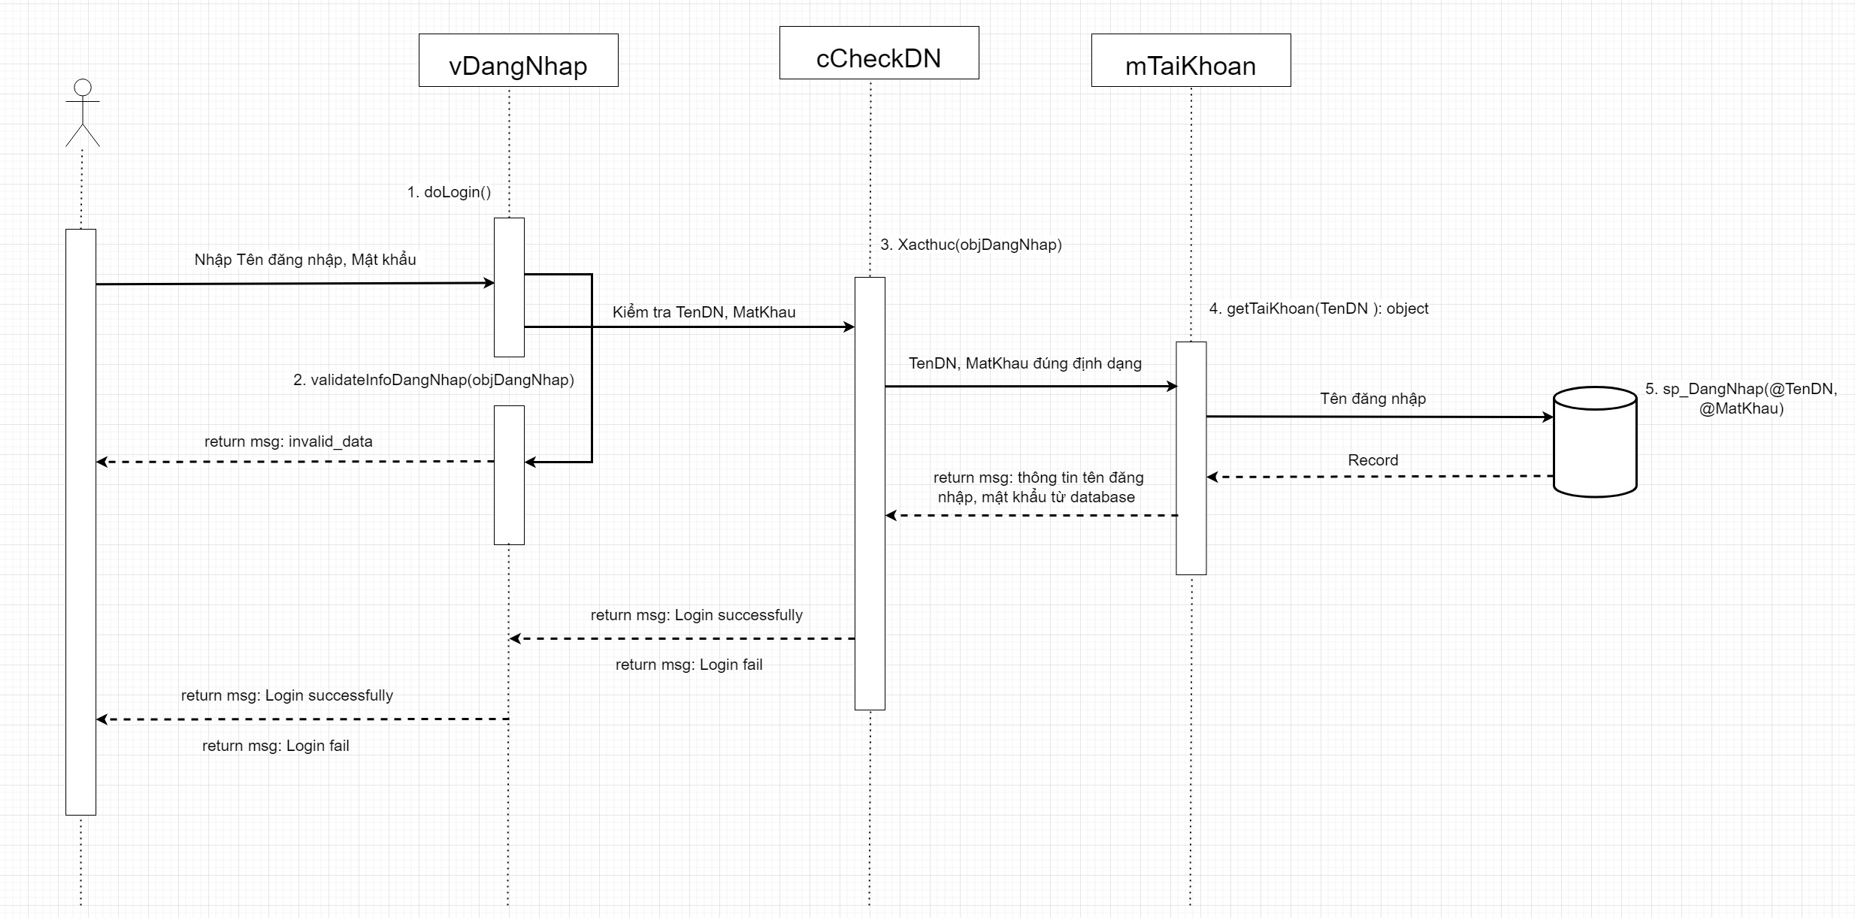 vDangNhap
cCheckDN
mTaiKhoan
1. doLogin()
3. Xacthuc(objDangNhap)
Nhập Tên đăng nhập, Mật khẩu
Kiểm tra TenDN, MatKhau
4. getTaiKhoan(TenDN ): object
TenDN, MatKhau đúng định dạng
2. validateInfoDangNhap(objDangNhap)
5. sp_DangNhap(@TenDN,
@MatKhau)
Tên đăng nhập
return msg: invalid_data
Record
return msg: thông tin tên đăng
nhập, mật khẩu từ database
return msg: Login successfully
return msg: Login fail
return msg: Login successfully
return msg: Login fail